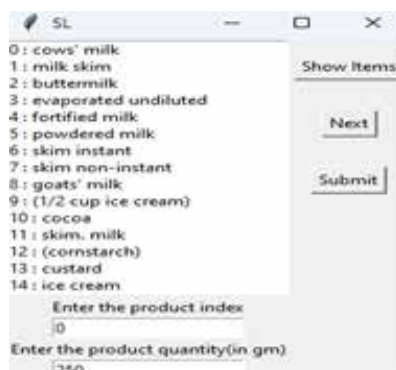 SL
0 : cows' milk
1 : milk skim
2 : buttermilk
3 : evaporated undiluted
4 : fortified milk
5 : powdered milk
6 : skim instant
7 : skim non-instant
8 : goats' milk
9 : (1/2 cup ice cream)
10 : cocoa
11 : skim. milk
12 : (cornstarch)
13 : custard
14 : ice cream
Show Items
Next
Submit
Enter the product index
0
Enter the product quantity(in gm)
250